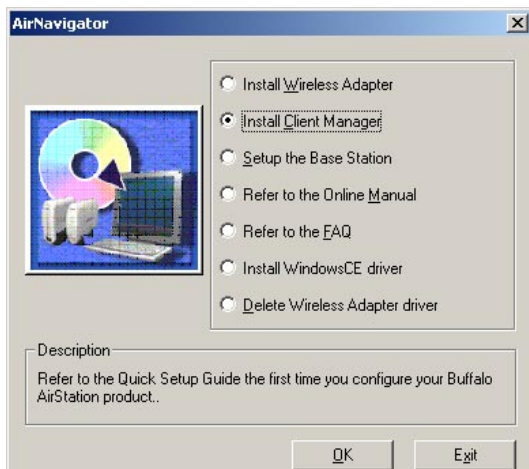 AirNavigator
Install Wireless Adapter
Install Client Manager
Setup the Base Station
Refer to the Online Manual
Refer to the FAQ
Install WindowsCE driver
Delete Wireless Adapter driver
Description
Refer to the Quick Setup Guide the first time you configure your Buffalo
AirStation product..
OK
Exit